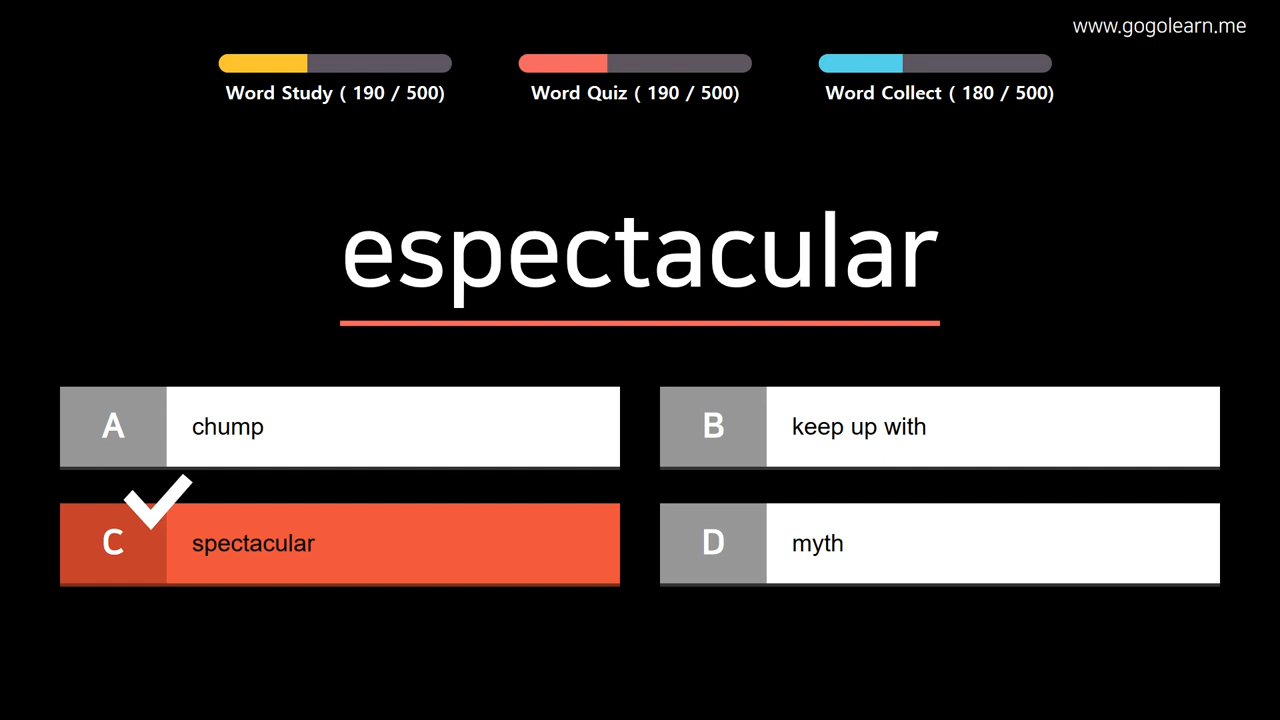 www.gogolearn.me
Word Study ( 190 / 500)
Word Quiz ( 190 / 500)
Word Collect ( 180 / 500)
espectacular
A chump
B keep up with
C spectacular
D myth